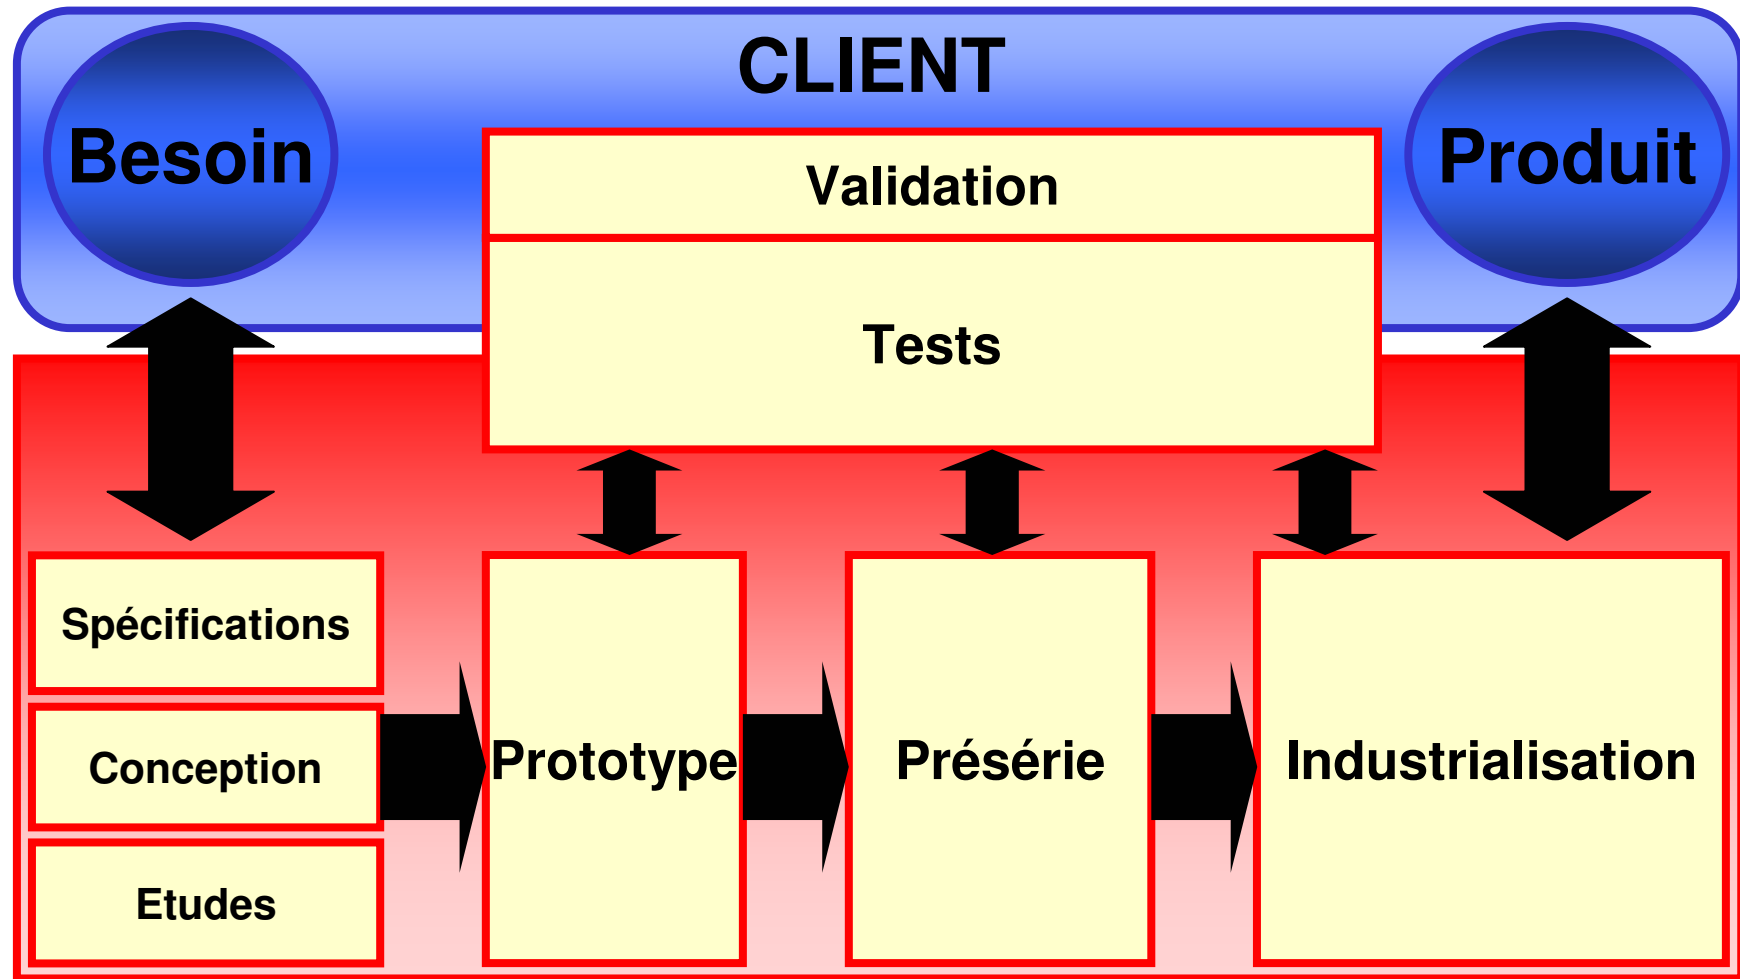 CLIENT
Besoin
Produit
Validation
Tests
Spécifications
Conception
Etudes
Prototype
Présérie
Industrialisation